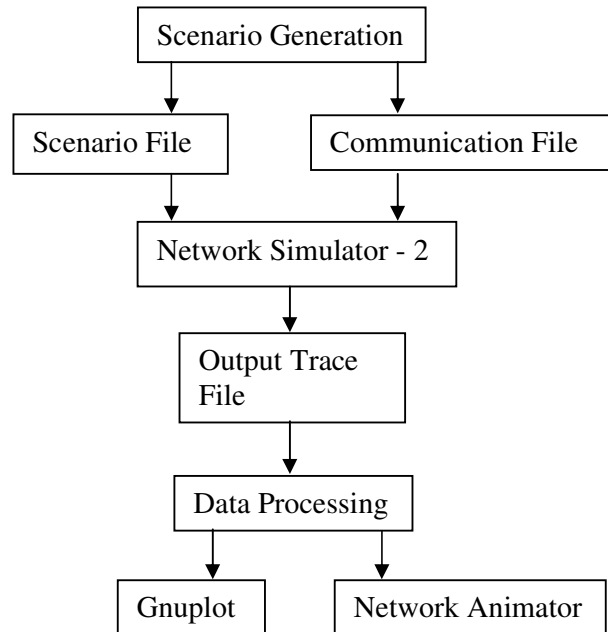 Scenario Generation
Scenario File
Communication File
Network Simulator - 2
Output Trace
File
Data Processing
Gnuplot
Network Animator